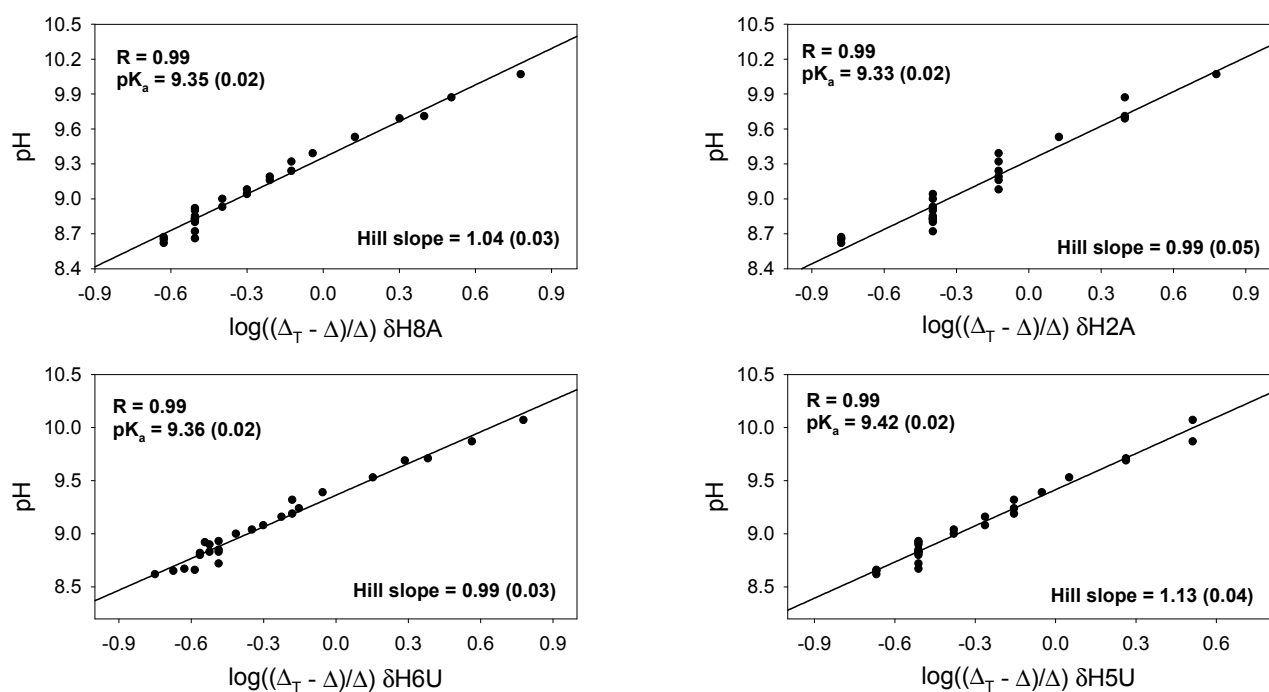 10.5
10.2
9.9
9.6
9.3
9.0
8.7
8.4
pH
R = 0.99
pKₐ = 9.35 (0.02)
Hill slope = 1.04 (0.03)
-0.9 -0.6 -0.3 0.0 0.3 0.6 0.9
log((Δ_T - Δ)/Δ) δH8A
10.5
10.2
9.9
9.6
9.3
9.0
8.7
8.4
pH
R = 0.99
pKₐ = 9.33 (0.02)
Hill slope = 0.99 (0.05)
-0.9 -0.6 -0.3 0.0 0.3 0.6 0.9
log((Δ_T - Δ)/Δ) δH2A
10.5
10.0
9.5
9.0
8.5
pH
R = 0.99
pKₐ = 9.36 (0.02)
Hill slope = 0.99 (0.03)
-0.9 -0.6 -0.3 0.0 0.3 0.6 0.9
log((Δ_T - Δ)/Δ) δH6U
10.5
10.0
9.5
9.0
8.5
pH
R = 0.99
pKₐ = 9.42 (0.02)
Hill slope = 1.13 (0.04)
-0.9 -0.6 -0.3 0.0 0.3 0.6
log((Δ_T - Δ)/Δ) δH5U